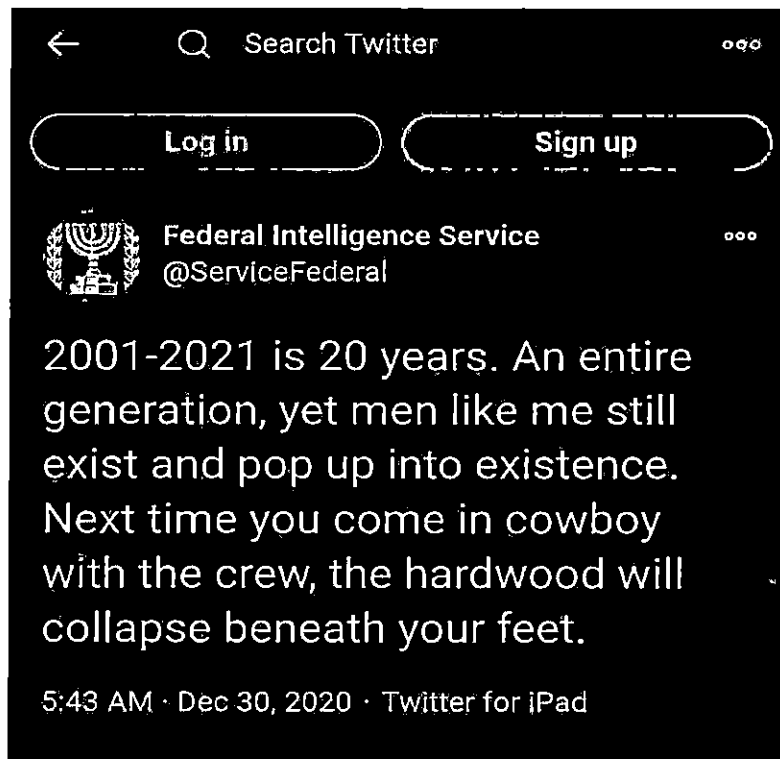 Search Twitter
Log in
Sign up
Federal Intelligence Service
@ServiceFederal
2001-2021 is 20 years. An entire
generation, yet men like me still
exist and pop up into existence.
Next time you come in cowboy
with the crew, the hardwood will
collapse beneath your feet.
5:43 AM · Dec 30, 2020 · Twitter for iPad